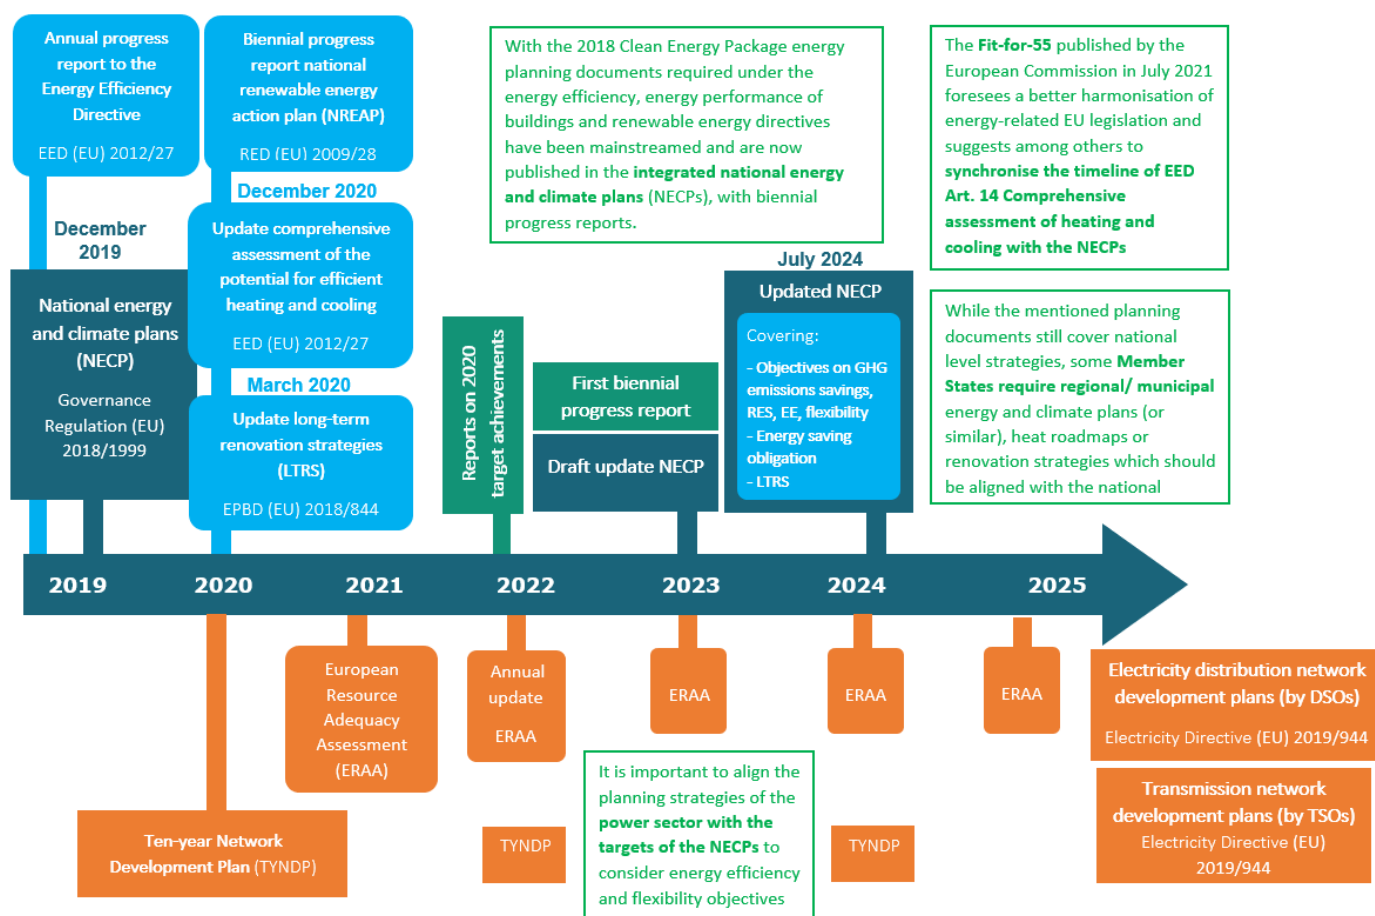 Annual progress
report to the
Energy Efficiency
Directive
EED (EU) 2012/27
Biennial progress
report national
renewable energy
action plan (NREAP)
RED (EU) 2009/28
December 2020
Update comprehensive
assessment of the
potential for efficient
heating and cooling
EED (EU) 2012/27
March 2020
Update long-term
renovation strategies
(LTRS)
EPBD (EU) 2018/844
December
2019
National energy
and climate plans
(NECP)
Governance
Regulation (EU)
2018/1999
With the 2018 Clean Energy Package energy
planning documents required under the
energy efficiency, energy performance of
buildings and renewable energy directives
have been mainstreamed and are now
published in the integrated national energy
and climate plans (NECPs), with biennial
progress reports.
The Fit-for-55 published by the
European Commission in July 2021
foresees a better harmonisation of
energy-related EU legislation and
suggests among others to
synchronise the timeline of EED
Art. 14 Comprehensive
assessment of heating and
cooling with the NECPs
While the mentioned planning
documents still cover national
level strategies, some Member
States require regional/ municipal
energy and climate plans (or
similar), heat roadmaps or
renovation strategies which should
be aligned with the national
Reports on 2020
target achievements
First biennial
progress report
Draft update NECP
July 2024
Updated NECP
Covering:
- Objectives on GHG
emissions savings,
RES, EE, flexibility
- Energy saving
obligation
- LTRS
2019
2020
2021
2022
2023
2024
2025
European
Resource
Adequacy
Assessment
(ERAA)
Annual
update
ERAA
ERAA
ERAA
ERAA
Ten-year Network
Development Plan (TYNDP)
TYNDP
It is important to align the
planning strategies of the
power sector with the
targets of the NECPs to
consider energy efficiency
and flexibility objectives
TYNDP
Electricity distribution network
development plans (by DSOs)
Electricity Directive (EU) 2019/944
Transmission network
development plans (by TSOs)
Electricity Directive (EU)
2019/944